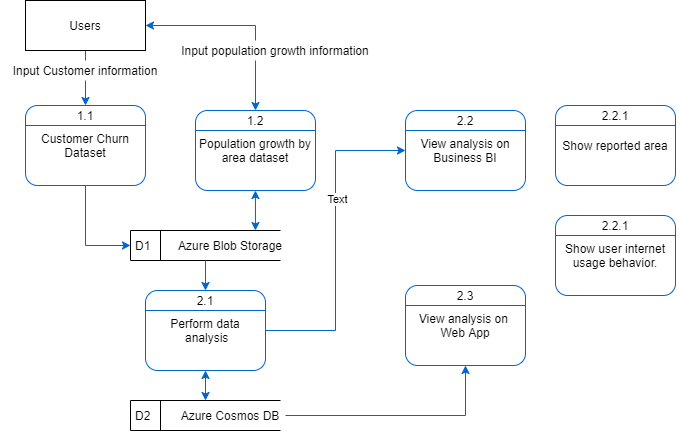 Users
Input population growth information
Input Customer information
1.1
Customer Churn
Dataset
1.2
Population growth by
area dataset
2.2
View analysis on
Business BI
2.2.1
Show reported area
Text
D1
Azure Blob Storage
2.2.1
Show user internet
usage behavior.
2.1
Perform data
analysis
2.3
View analysis on
Web App
D2
Azure Cosmos DB